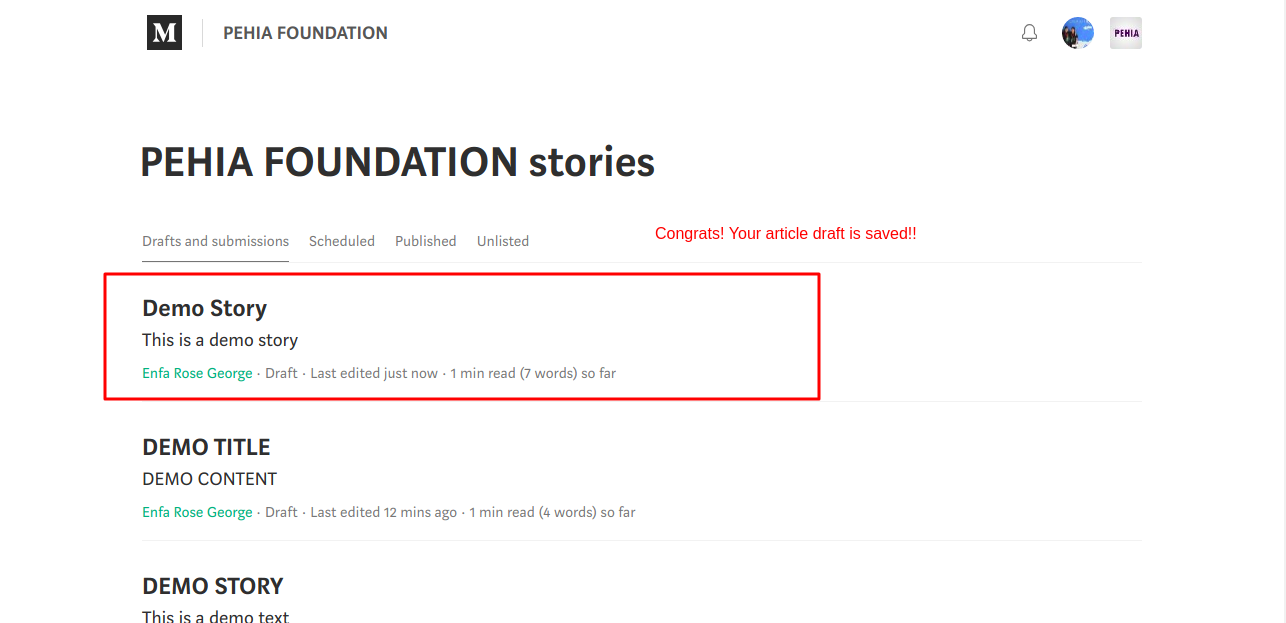 M PEHIA FOUNDATION PEHIA
PEHIA FOUNDATION stories
Drafts and submissions Scheduled Published Unlisted
Congrats! Your article draft is saved!!
Demo Story
This is a demo story
Enfa Rose George · Draft · Last edited just now · 1 min read (7 words) so far
DEMO TITLE
DEMO CONTENT
Enfa Rose George · Draft · Last edited 12 mins ago · 1 min read (4 words) so far
DEMO STORY
This is a demo text